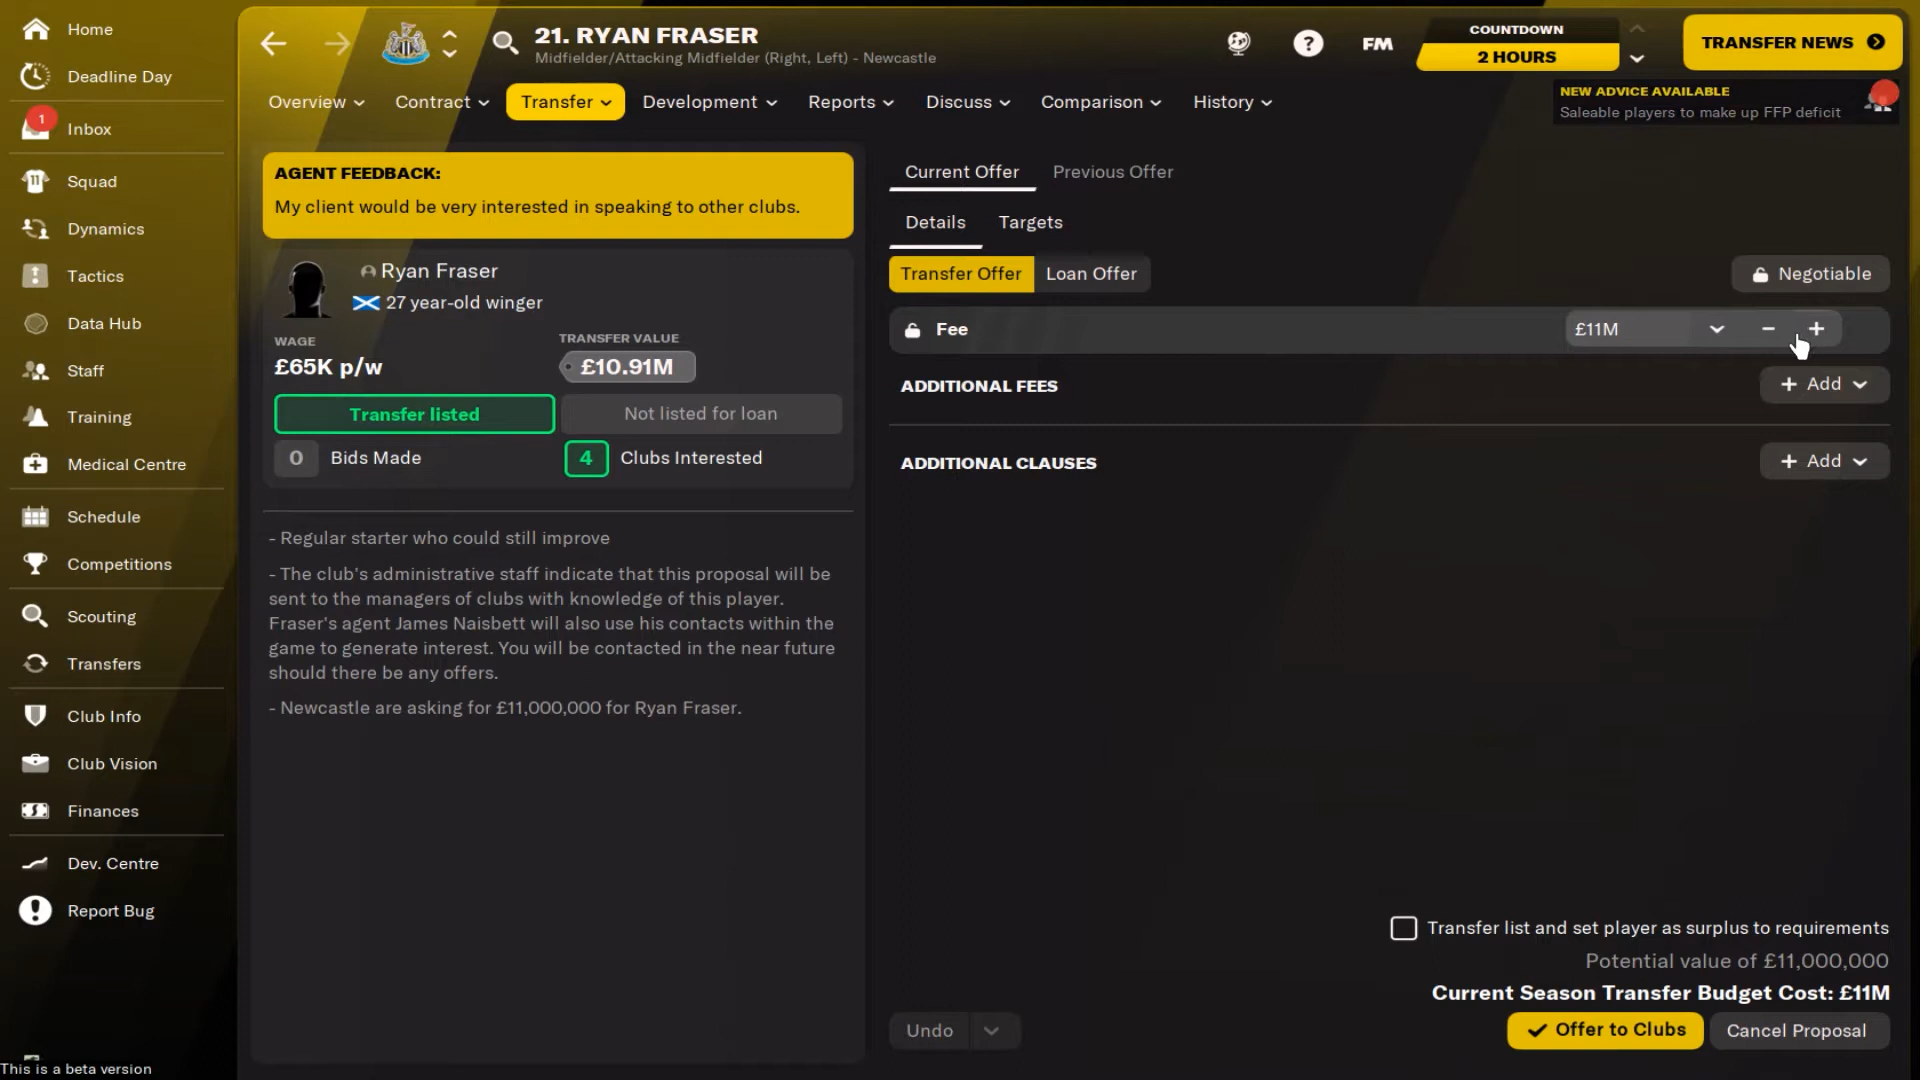 Home
Deadline Day
1
Inbox
11
Squad
Dynamics
Tactics
Data Hub
Staff
Training
Medical Centre
Schedule
Competitions
Scouting
Transfers
Club Info
Club Vision
Finances
Dev. Centre
Report Bug
This is a beta version
21. RYAN FRASER
Midfielder/Attacking Midfielder (Right, Left) - Newcastle
?
FM
COUNTDOWN
2 HOURS
TRANSFER NEWS
Overview
Contract
Transfer
Development
Reports
Discuss
Comparison
History
NEW ADVICE AVAILABLE
Saleable players to make up FFP deficit
AGENT FEEDBACK:
My client would be very interested in speaking to other clubs.
Ryan Fraser
27 year-old winger
WAGE
£65K p/w
TRANSFER VALUE
£10.91M
Transfer listed
Not listed for loan
0 Bids Made
4 Clubs Interested
- Regular starter who could still improve
- The club's administrative staff indicate that this proposal will be
sent to the managers of clubs with knowledge of this player.
Fraser's agent James Naisbett will also use his contacts within the
game to generate interest. You will be contacted in the near future
should there be any offers.
- Newcastle are asking for £11,000,000 for Ryan Fraser.
Current Offer
Previous Offer
Details
Targets
Transfer Offer
Loan Offer
Negotiable
Fee
£11M
ADDITIONAL FEES
+ Add
ADDITIONAL CLAUSES
+ Add
Transfer list and set player as surplus to requirements
Potential value of £11,000,000
Current Season Transfer Budget Cost: £11M
Undo
Offer to Clubs
Cancel Proposal